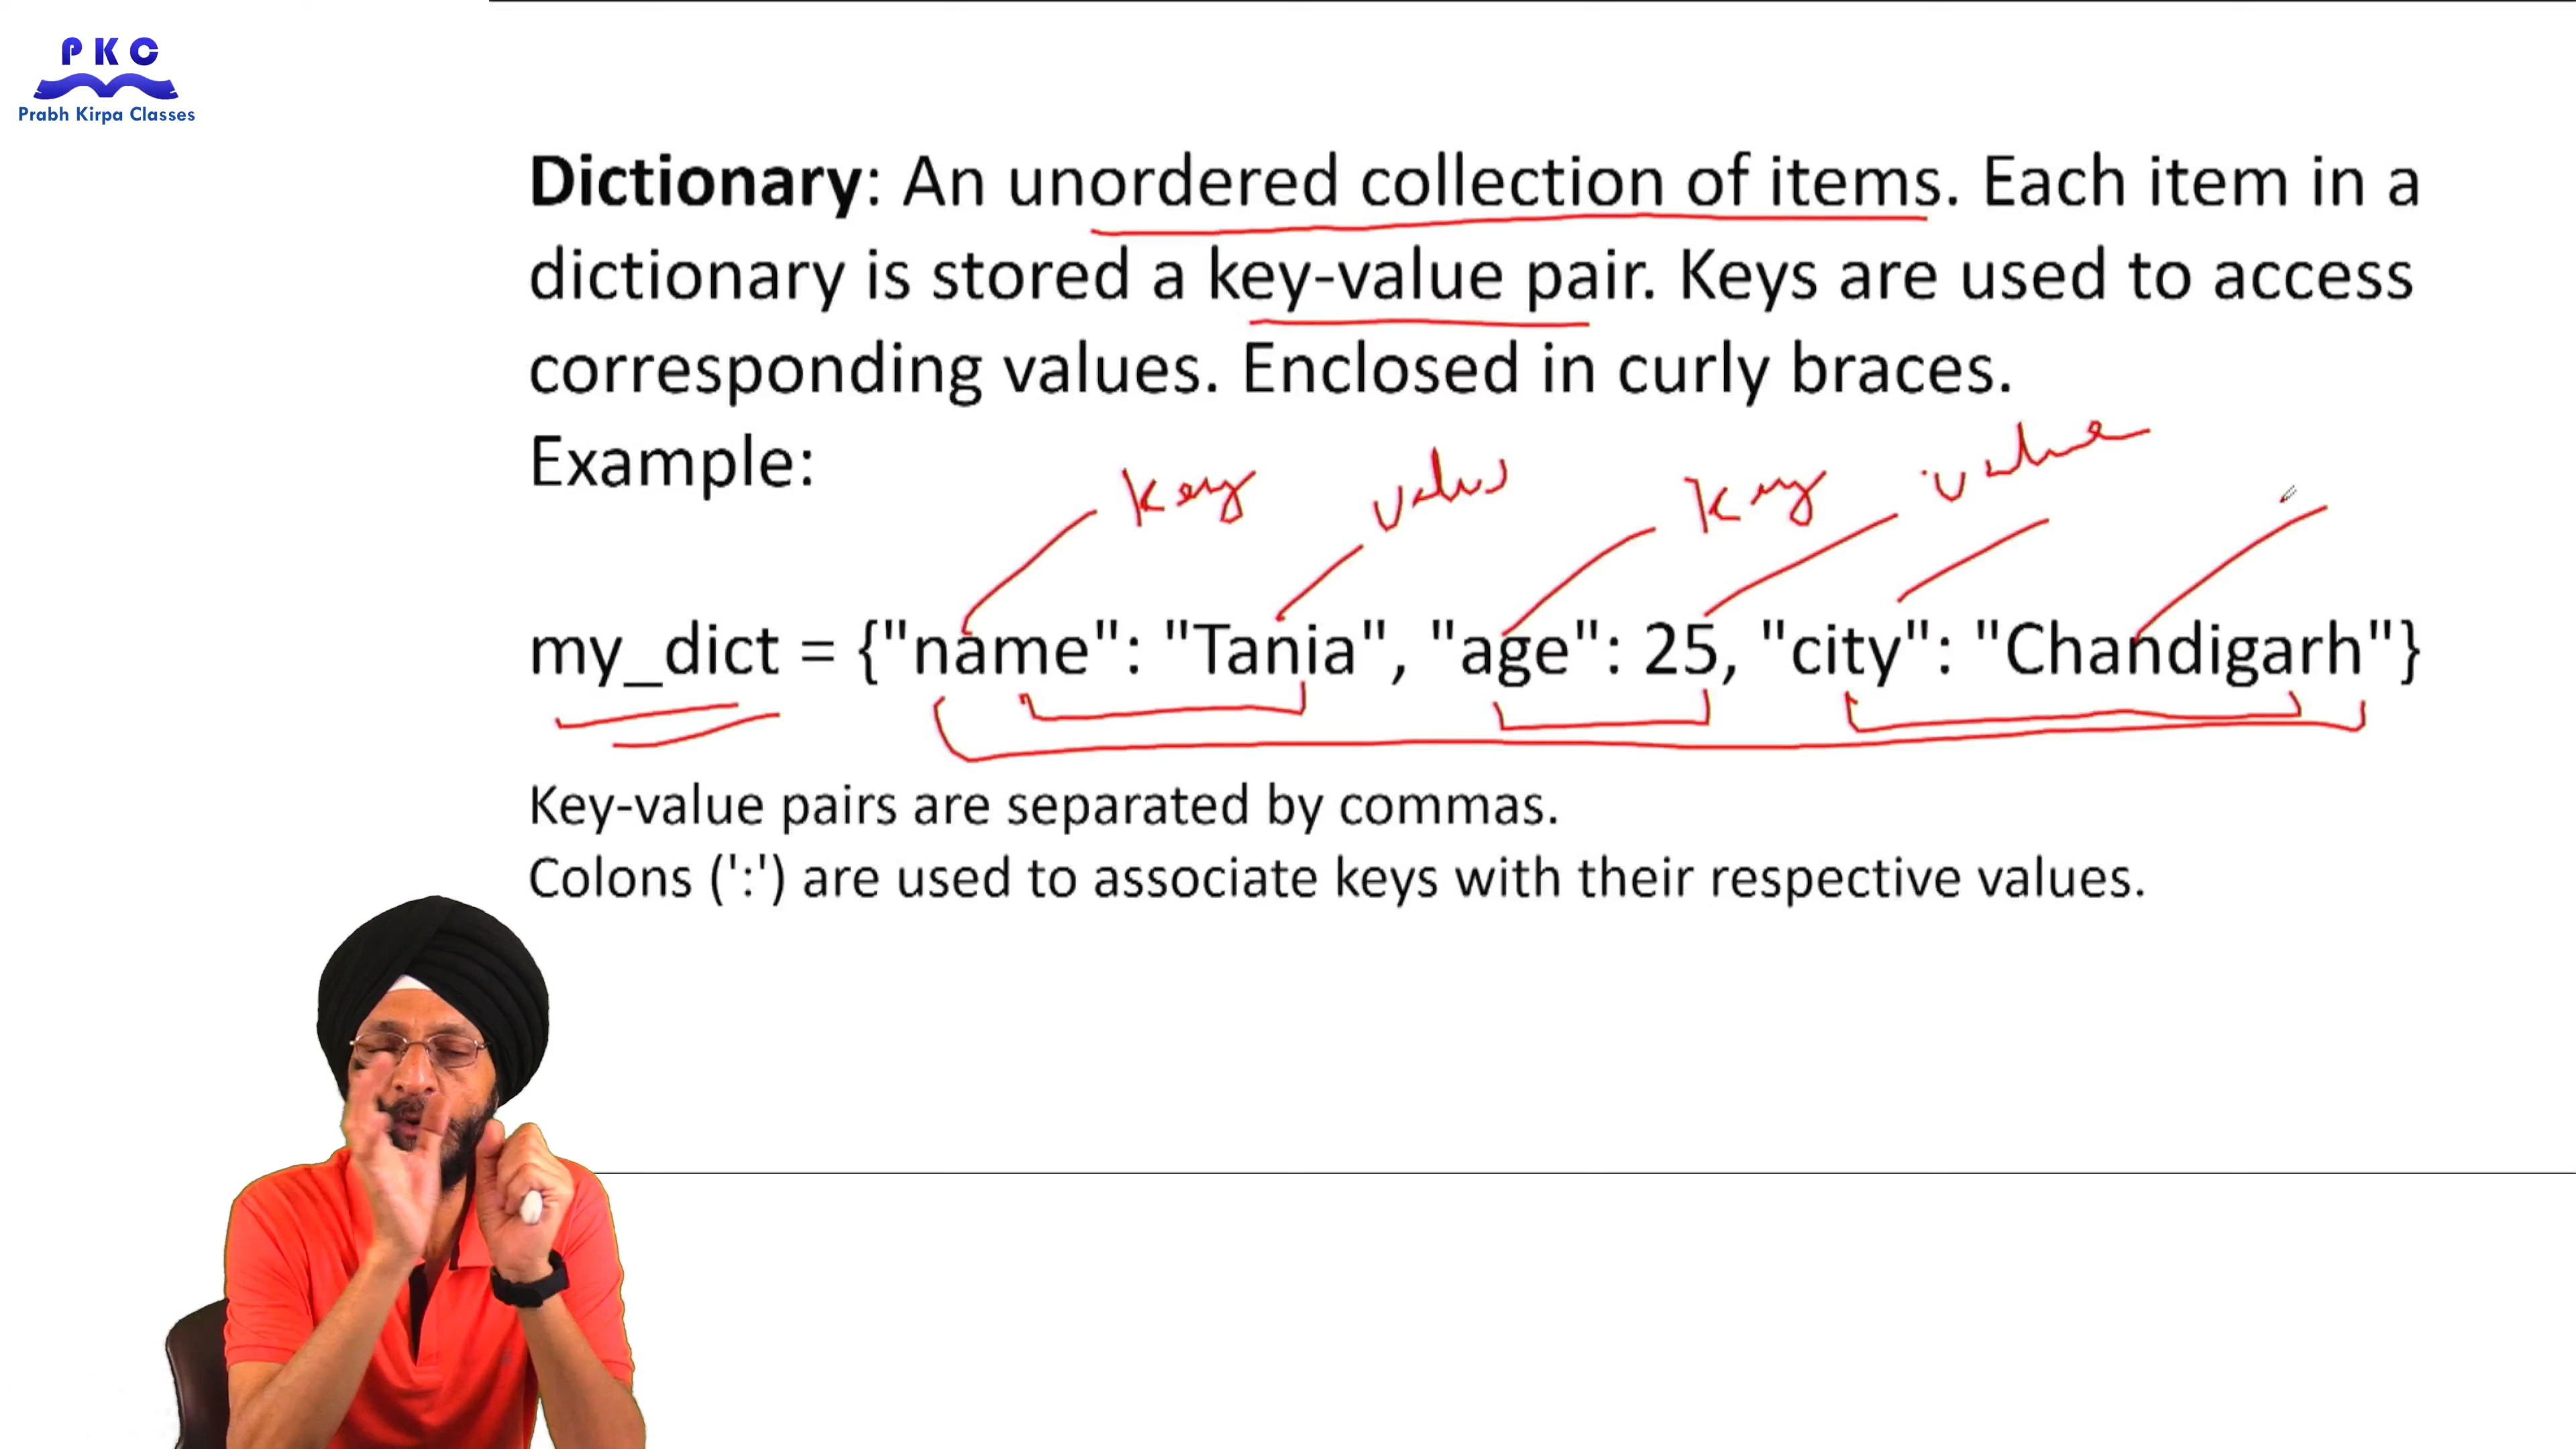 PKC
Prabh Kirpa Classes
Dictionary: An unordered collection of items. Each item in a
dictionary is stored a key-value pair. Keys are used to access
corresponding values. Enclosed in curly braces.
Example:
Key value Key value
my_dict = {"name": "Tania", "age": 25, "city": "Chandigarh"}
Key-value pairs are separated by commas.
Colons (':') are used to associate keys with their respective values.